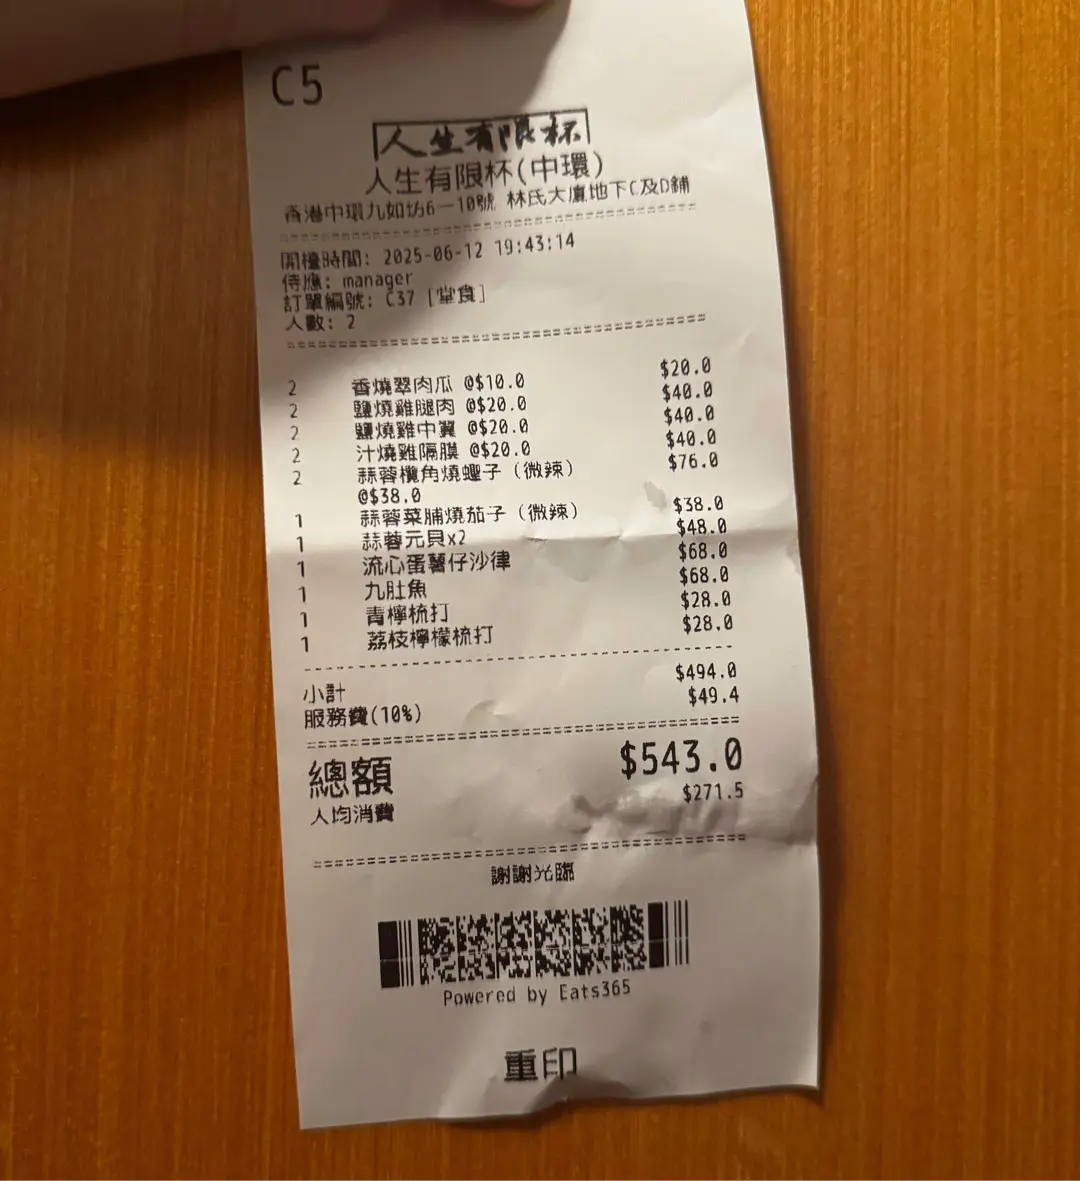 C5
人生有限杯
人生有限杯(中環)
香港中環九如坊6-10號 林氏大廈地下C及D鋪
開檯時間: 2025-06-12 19:43:14
侍應: manager
訂單編號: C37 [堂食]
人數: 2
2 香燒翠肉瓜 @$10.0 $20.0
2 鹽燒雞腿肉 @$20.0 $40.0
2 鹽燒雞中翼 @$20.0 $40.0
2 汁燒雞隔膜 @$20.0 $40.0
2 蒜蓉欖角燒蟶子 (微辣) $76.0
@$38.0
1 蒜蓉菜脯燒茄子 (微辣) $38.0
1 蒜蓉元貝x2 $48.0
1 流心蛋薯仔沙律 $68.0
1 九肚魚 $68.0
1 青檸梳打 $28.0
1 荔枝檸檬梳打 $28.0
小計 $494.0
服務費(10%) $49.4
總額 $543.0
人均消費 $271.5
謝謝光臨
Powered by Eats365
重印